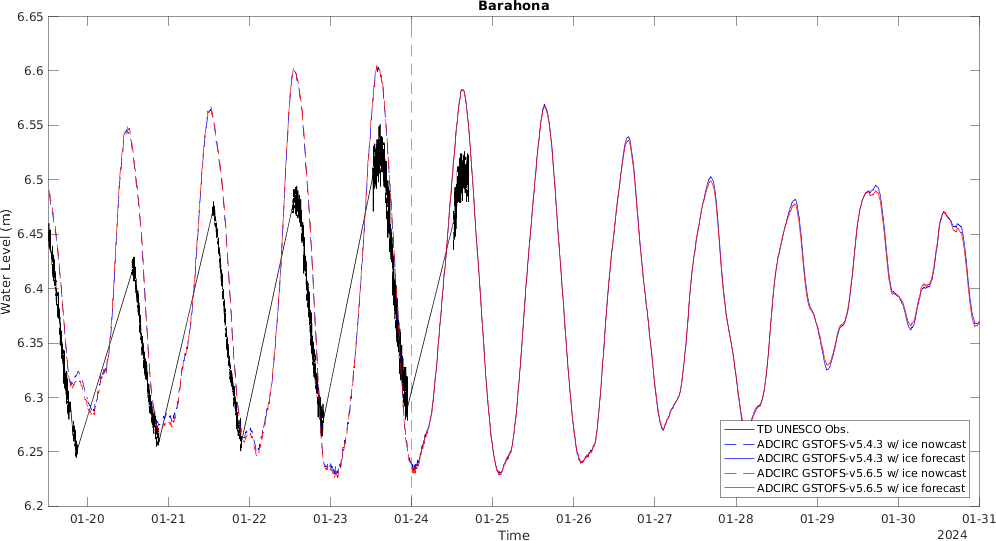 Barahona
6.65
6.6
6.55
6.5
6.45
6.4
6.35
6.3
6.25
6.2
Water Level (m)
TD UNESCO Obs.
ADCIRC GSTOFS-v5.4.3 w/ ice nowcast
ADCIRC GSTOFS-v5.4.3 w/ ice forecast
ADCIRC GSTOFS-v5.6.5 w/ ice nowcast
ADCIRC GSTOFS-v5.6.5 w/ ice forecast
01-20 01-21 01-22 01-23 01-24 01-25 01-26 01-27 01-28 01-29 01-30 01-31
Time
2024